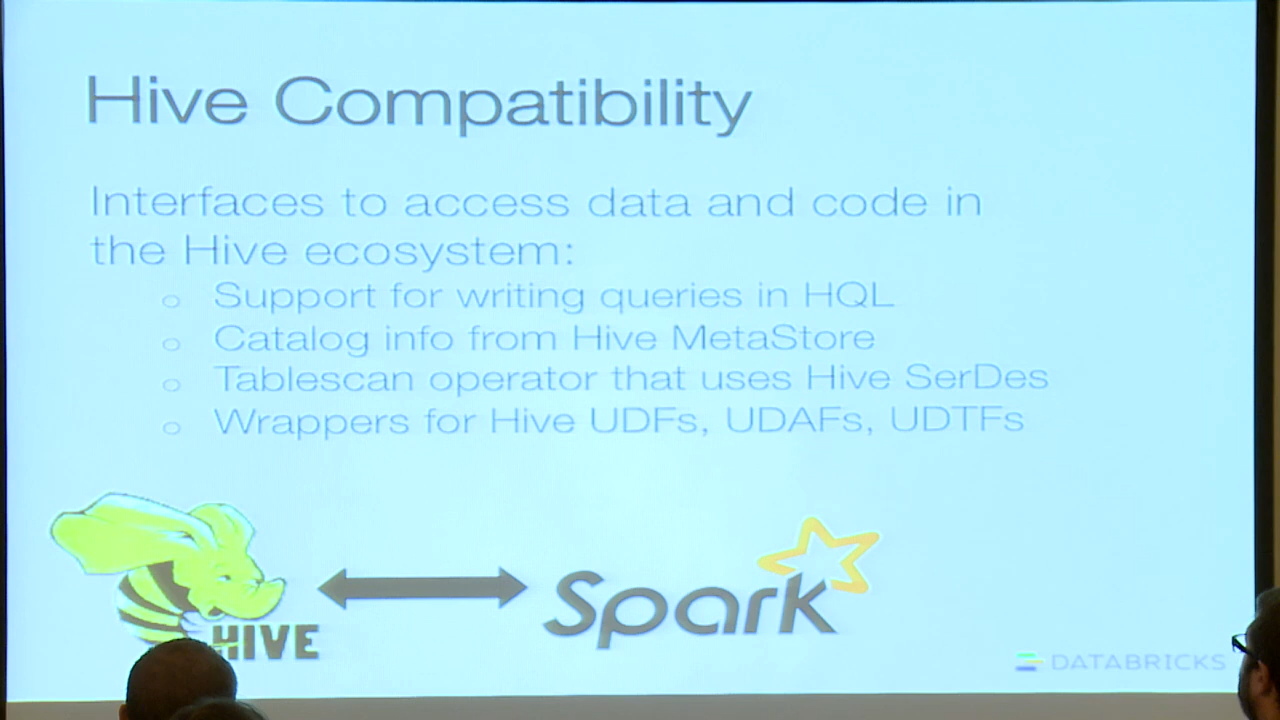 Hive Compatibility
Interfaces to access data and code in
the Hive ecosystem:
○ Support for writing queries in HQL
○ Catalog info from Hive MetaStore
○ Tablescan operator that uses Hive SerDes
○ Wrappers for Hive UDFs, UDAFs, UDTFs
HIVE
Spark
DATABRICKS